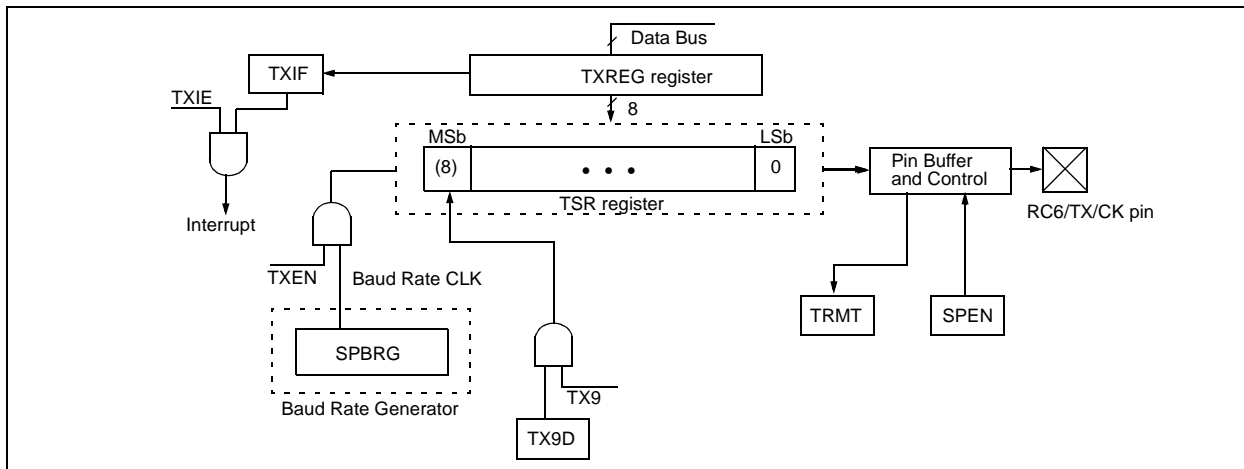 Data Bus
TXIF
TXREG register
TXIE
8
MSb
LSb
(8)
• • •
0
Pin Buffer
and Control
TSR register
Interrupt
RC6/TX/CK pin
TXEN
Baud Rate CLK
TRMT
SPEN
SPBRG
TX9
Baud Rate Generator
TX9D